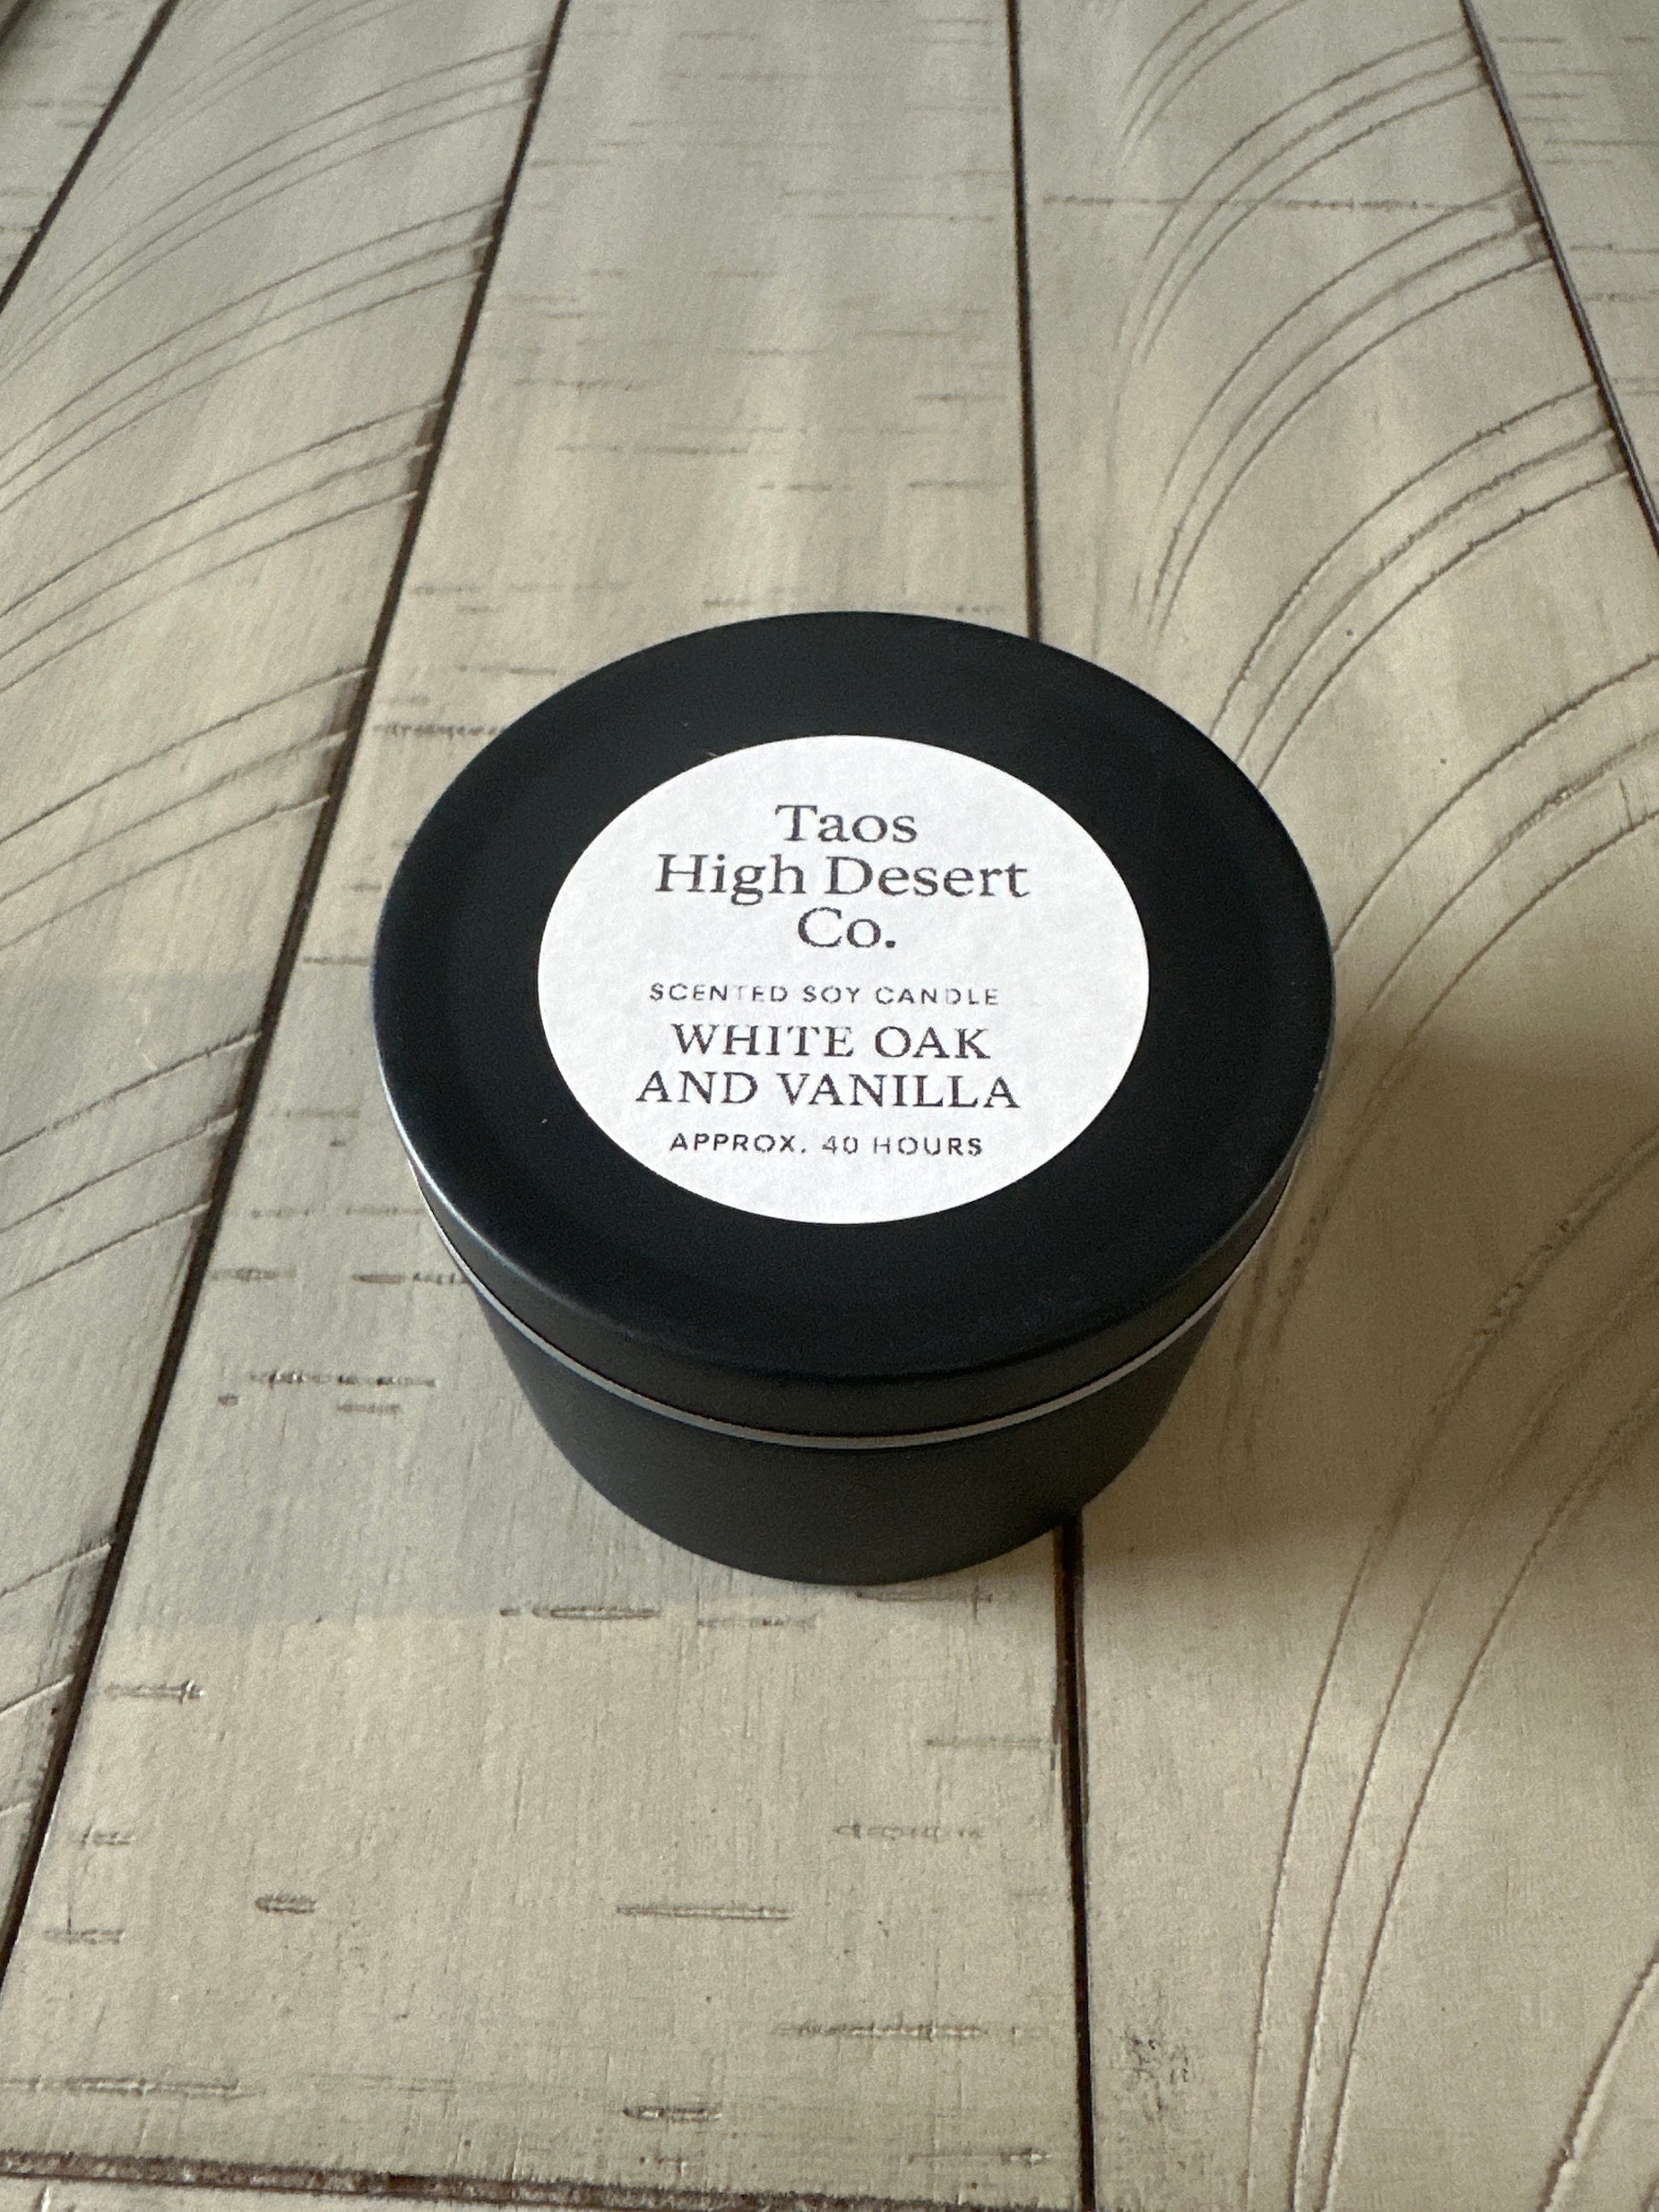 Taos
High Desert
Co.
SCENTED SOY CANDLE
WHITE OAK
AND VANILLA
APPROX. 40 HOURS